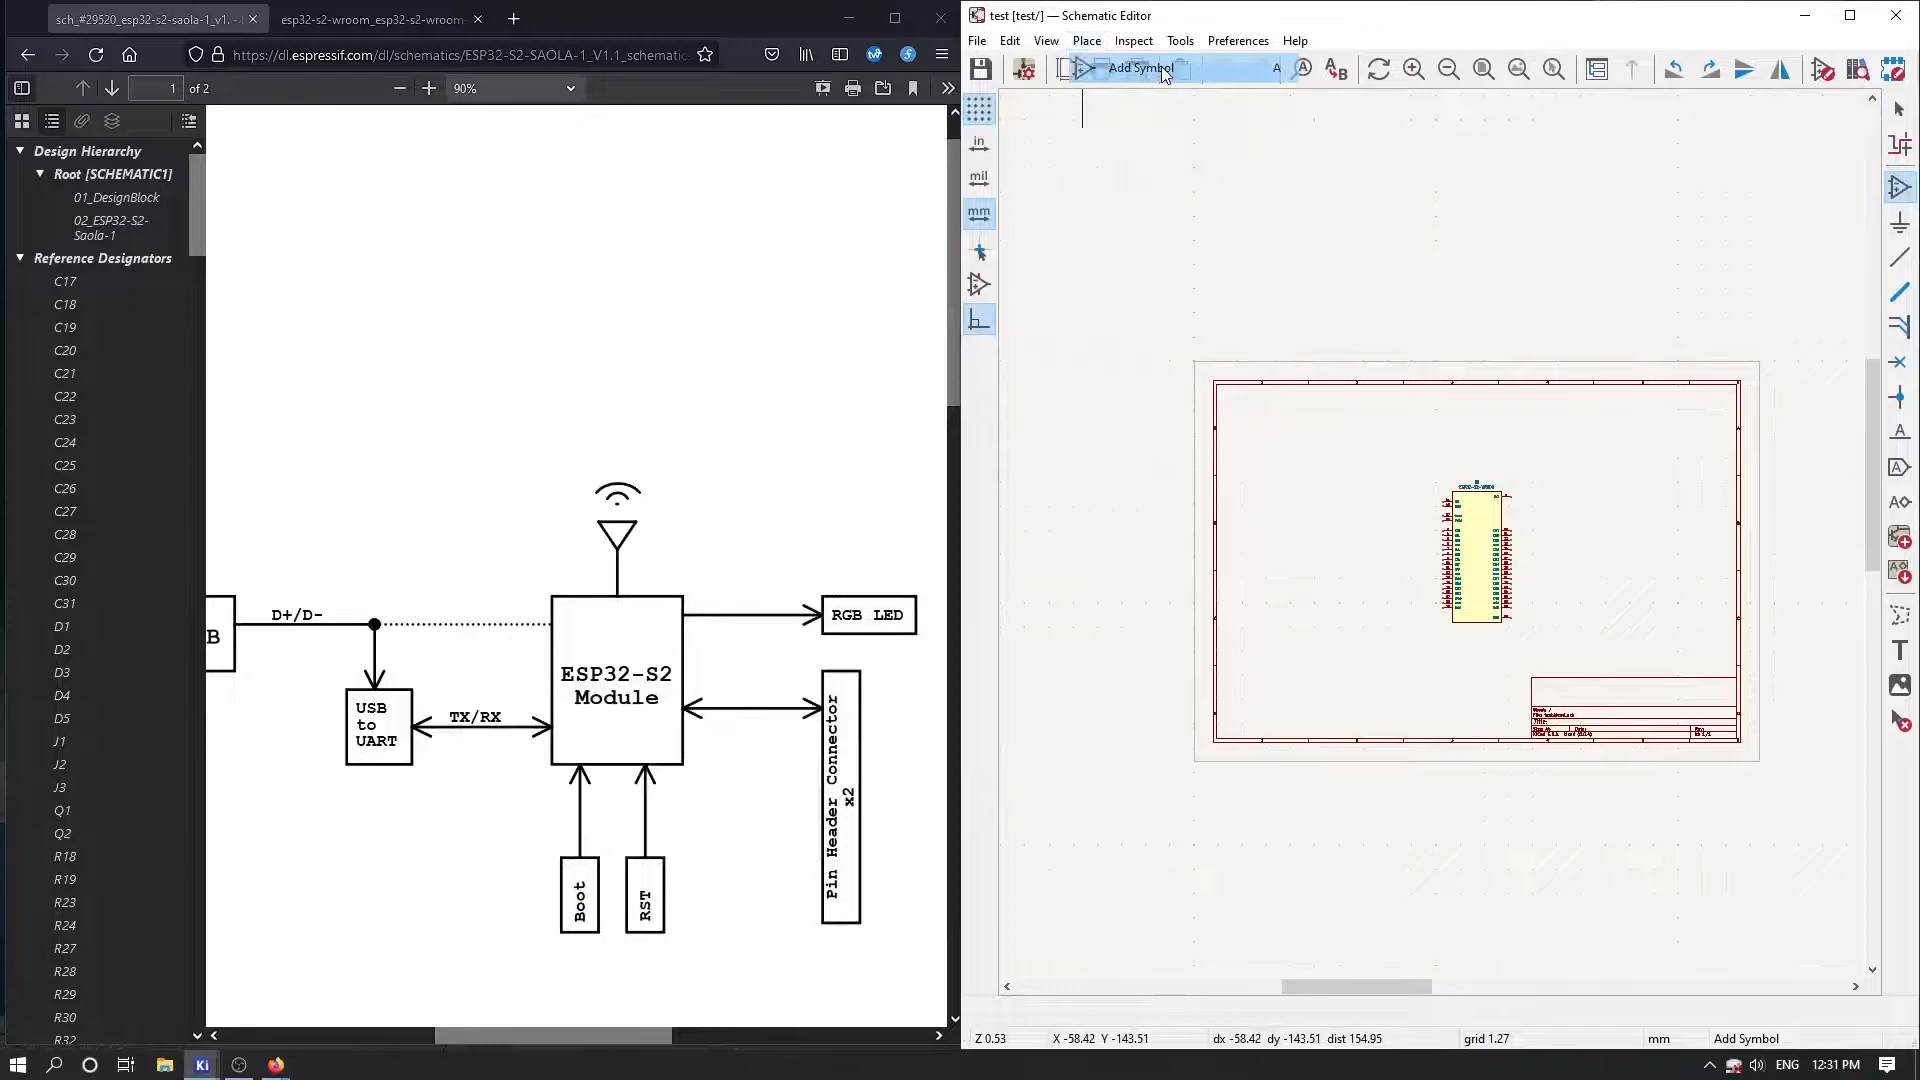 sch_#29520_esp32-s2-saola-1_v1. -
esp32-s2-wroom_esp32-s2-wroom-
https://dl.espressif.com/dl/schematics/ESP32-S2-SAOLA-1_V1.1_schematic
1
of 2
90%
Design Hierarchy
Root [SCHEMATIC1]
01_DesignBlock
02_ESP32-S2-
Saola-1
Reference Designators
C17
C18
C19
C20
C21
C22
C23
C24
C25
C26
C27
C28
C29
C30
C31
D1
D2
D3
D4
D5
J1
J2
J3
Q1
Q2
R18
R19
R23
R24
R27
R28
R29
R30
R32
B
D+/D-
USB
to
UART
TX/RX
ESP32-S2
Module
RGB LED
Pin Header Connector
x2
Boot
RST
test [test/] — Schematic Editor
File
Edit
View
Place
Inspect
Tools
Preferences
Help
Add Symbol
A
in
mil
mm
Z 0.53
X -58.42 Y -143.51
dx -58.42 dy -143.51 dist 154.95
grid 1.27
mm
Add Symbol
Ki
ENG
12:31 PM